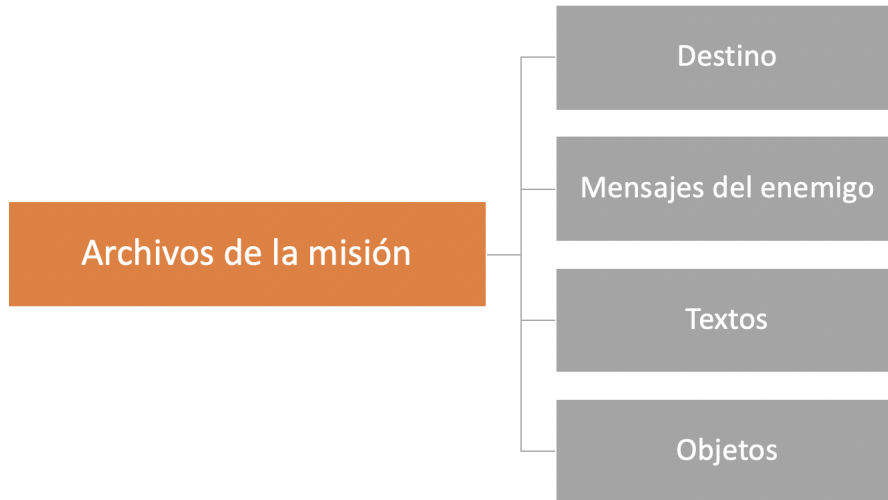 Archivos de la misión
Destino
Mensajes del enemigo
Textos
Objetos